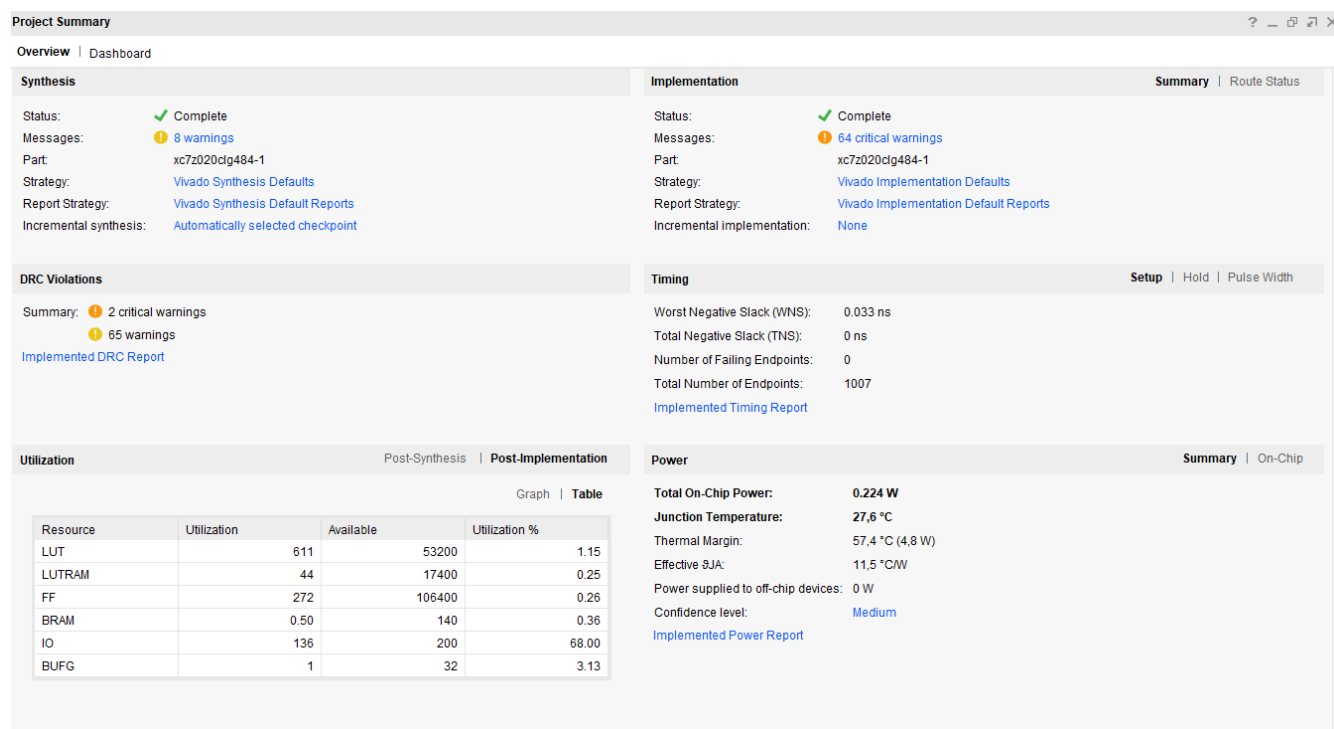 Project Summary
Overview | Dashboard
Synthesis
Status: Complete
Messages: 8 warnings
Part: xc7z020clg484-1
Strategy: Vivado Synthesis Defaults
Report Strategy: Vivado Synthesis Default Reports
Incremental synthesis: Automatically selected checkpoint
Implementation Summary | Route Status
Status: Complete
Messages: 64 critical warnings
Part: xc7z020clg484-1
Strategy: Vivado Implementation Defaults
Report Strategy: Vivado Implementation Default Reports
Incremental implementation: None
DRC Violations
Summary: 2 critical warnings
65 warnings
Implemented DRC Report
Timing Setup | Hold | Pulse Width
Worst Negative Slack (WNS): 0.033 ns
Total Negative Slack (TNS): 0 ns
Number of Failing Endpoints: 0
Total Number of Endpoints: 1007
Implemented Timing Report
Utilization Post-Synthesis | Post-Implementation
Graph | Table
Resource Utilization Available Utilization %
LUT 611 53200 1.15
LUTRAM 44 17400 0.25
FF 272 106400 0.26
BRAM 0.50 140 0.36
IO 136 200 68.00
BUFG 1 32 3.13
Power Summary | On-Chip
Total On-Chip Power: 0.224 W
Junction Temperature: 27,6 °C
Thermal Margin: 57,4 °C (4,8 W)
Effective ϑJA: 11,5 °C/W
Power supplied to off-chip devices: 0 W
Confidence level: Medium
Implemented Power Report